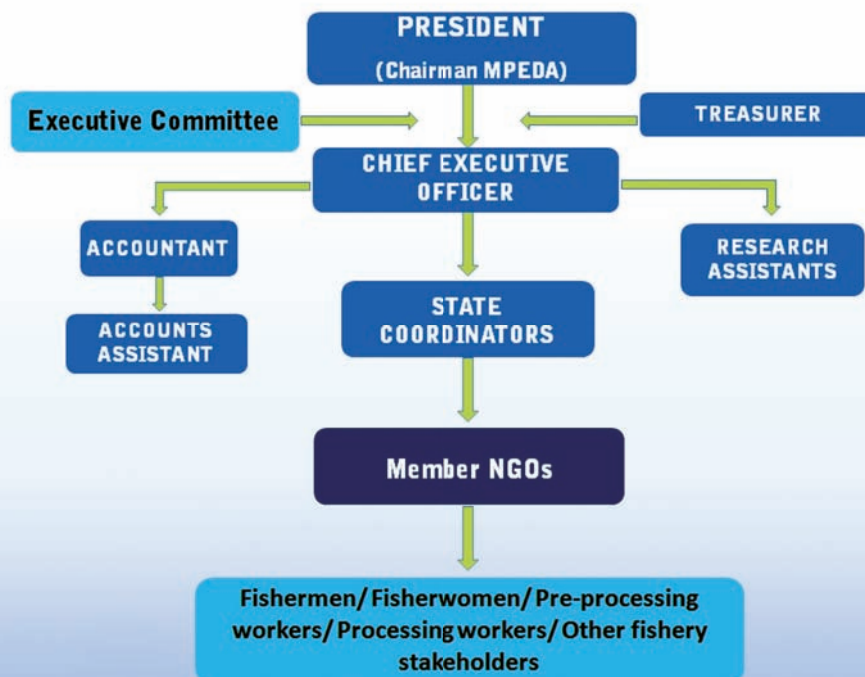 PRESIDENT
(Chairman MPEDA)
Executive Committee
TREASURER
CHIEF EXECUTIVE
OFFICER
ACCOUNTANT
RESEARCH
ASSISTANTS
ACCOUNTS
ASSISTANT
STATE
COORDINATORS
Member NGOs
Fishermen/ Fisherwomen/ Pre-processing
workers/ Processing workers/ Other fishery
stakeholders